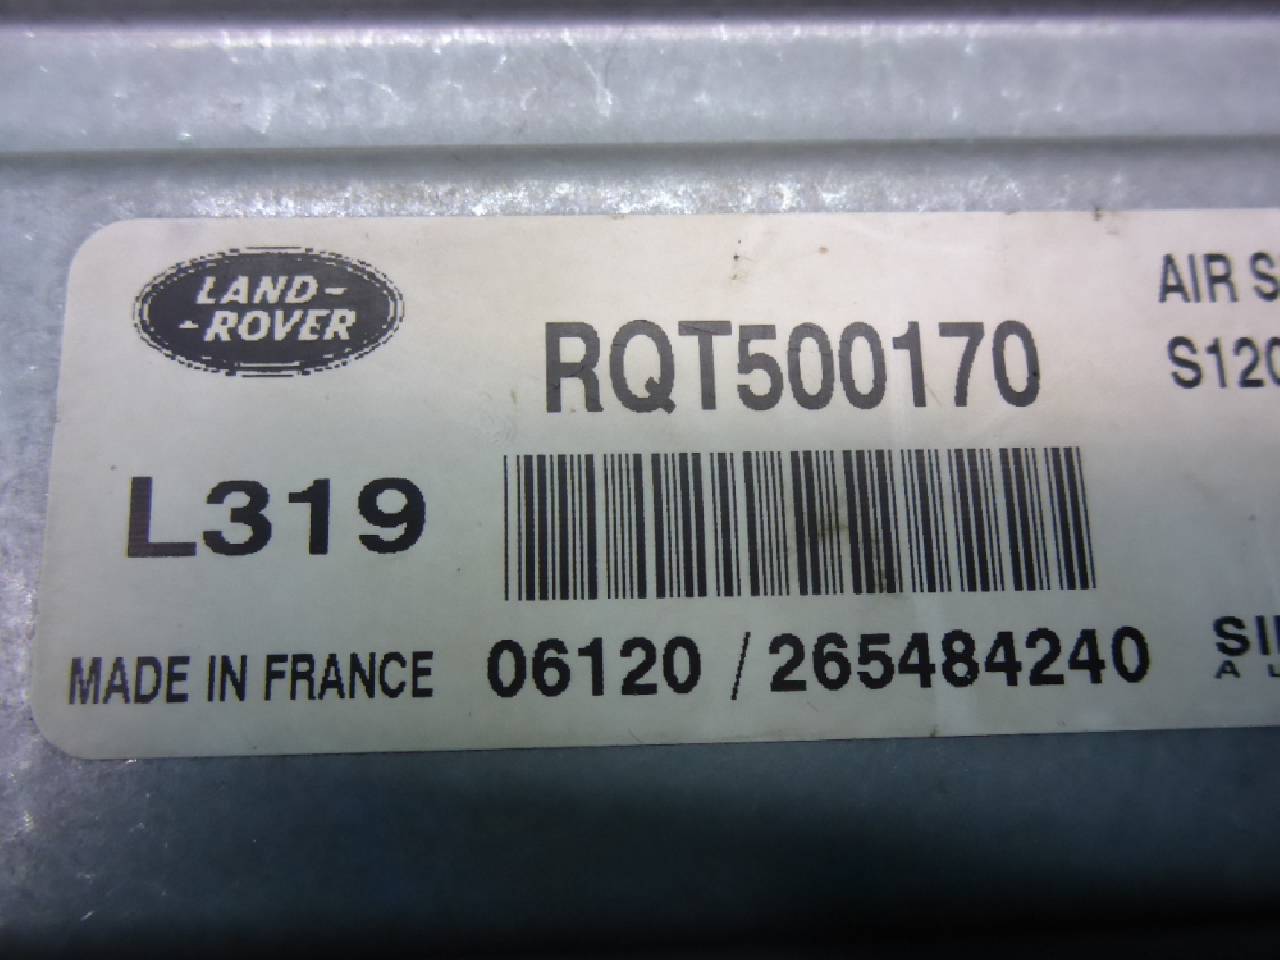 LAND-
-ROVER
RQT500170
AIR S
S120
L319
MADE IN FRANCE
06120 / 265484240